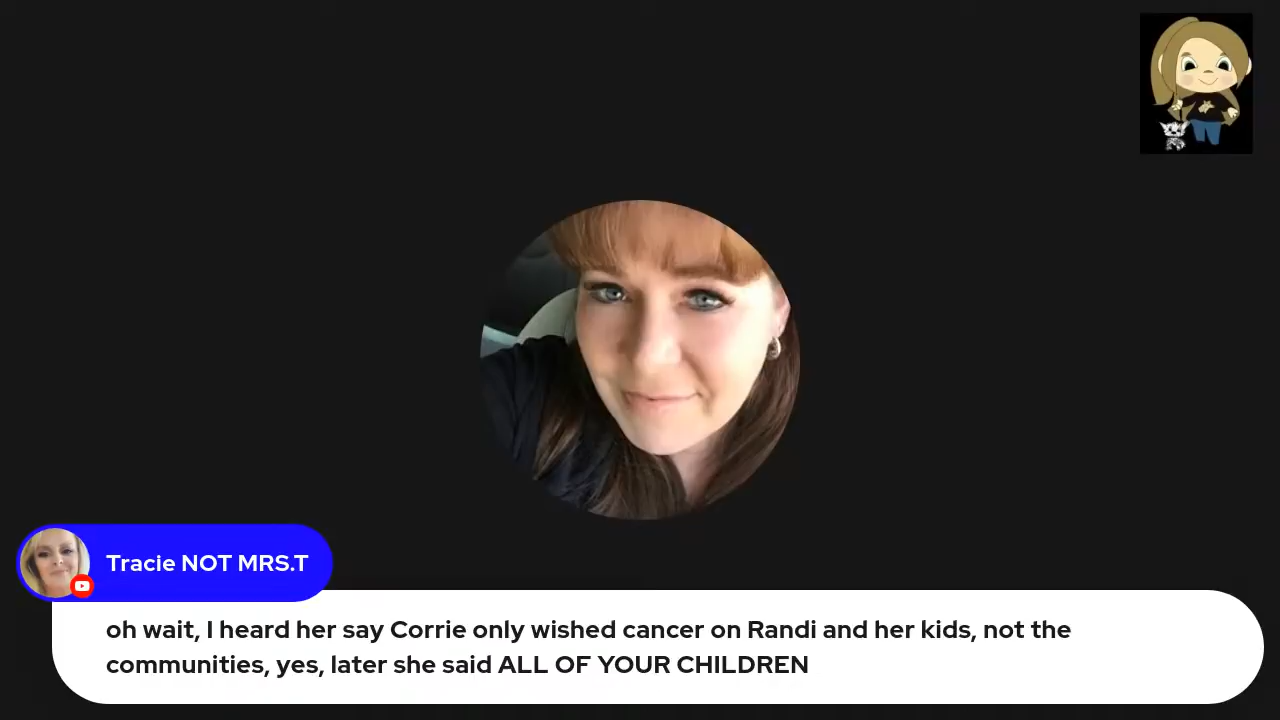 Tracie NOT MRS.T
oh wait, I heard her say Corrie only wished cancer on Randi and her kids, not the
communities, yes, later she said ALL OF YOUR CHILDREN